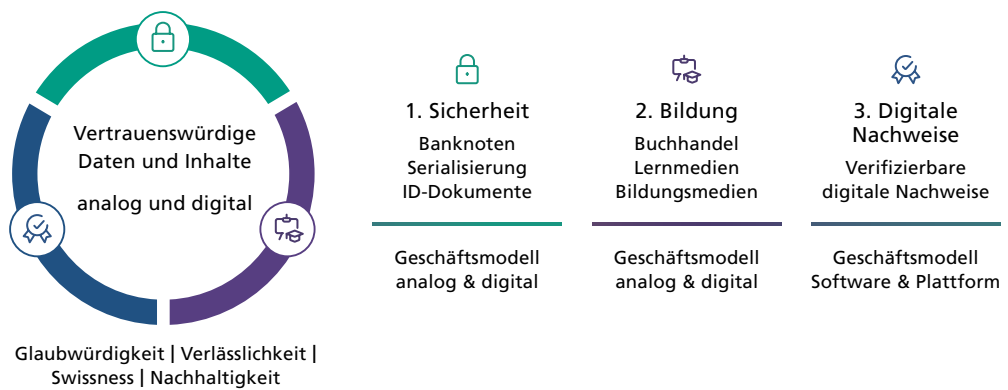 Vertrauenswürdige
Daten und Inhalte
analog und digital
Glaubwürdigkeit | Verlässlichkeit |
Swissness | Nachhaltigkeit
1. Sicherheit
Banknoten
Serialisierung
ID-Dokumente
Geschäftsmodell
analog & digital
2. Bildung
Buchhandel
Lernmedien
Bildungsmedien
Geschäftsmodell
analog & digital
3. Digitale
Nachweise
Verifizierbare
digitale Nachweise
Geschäftsmodell
Software & Plattform